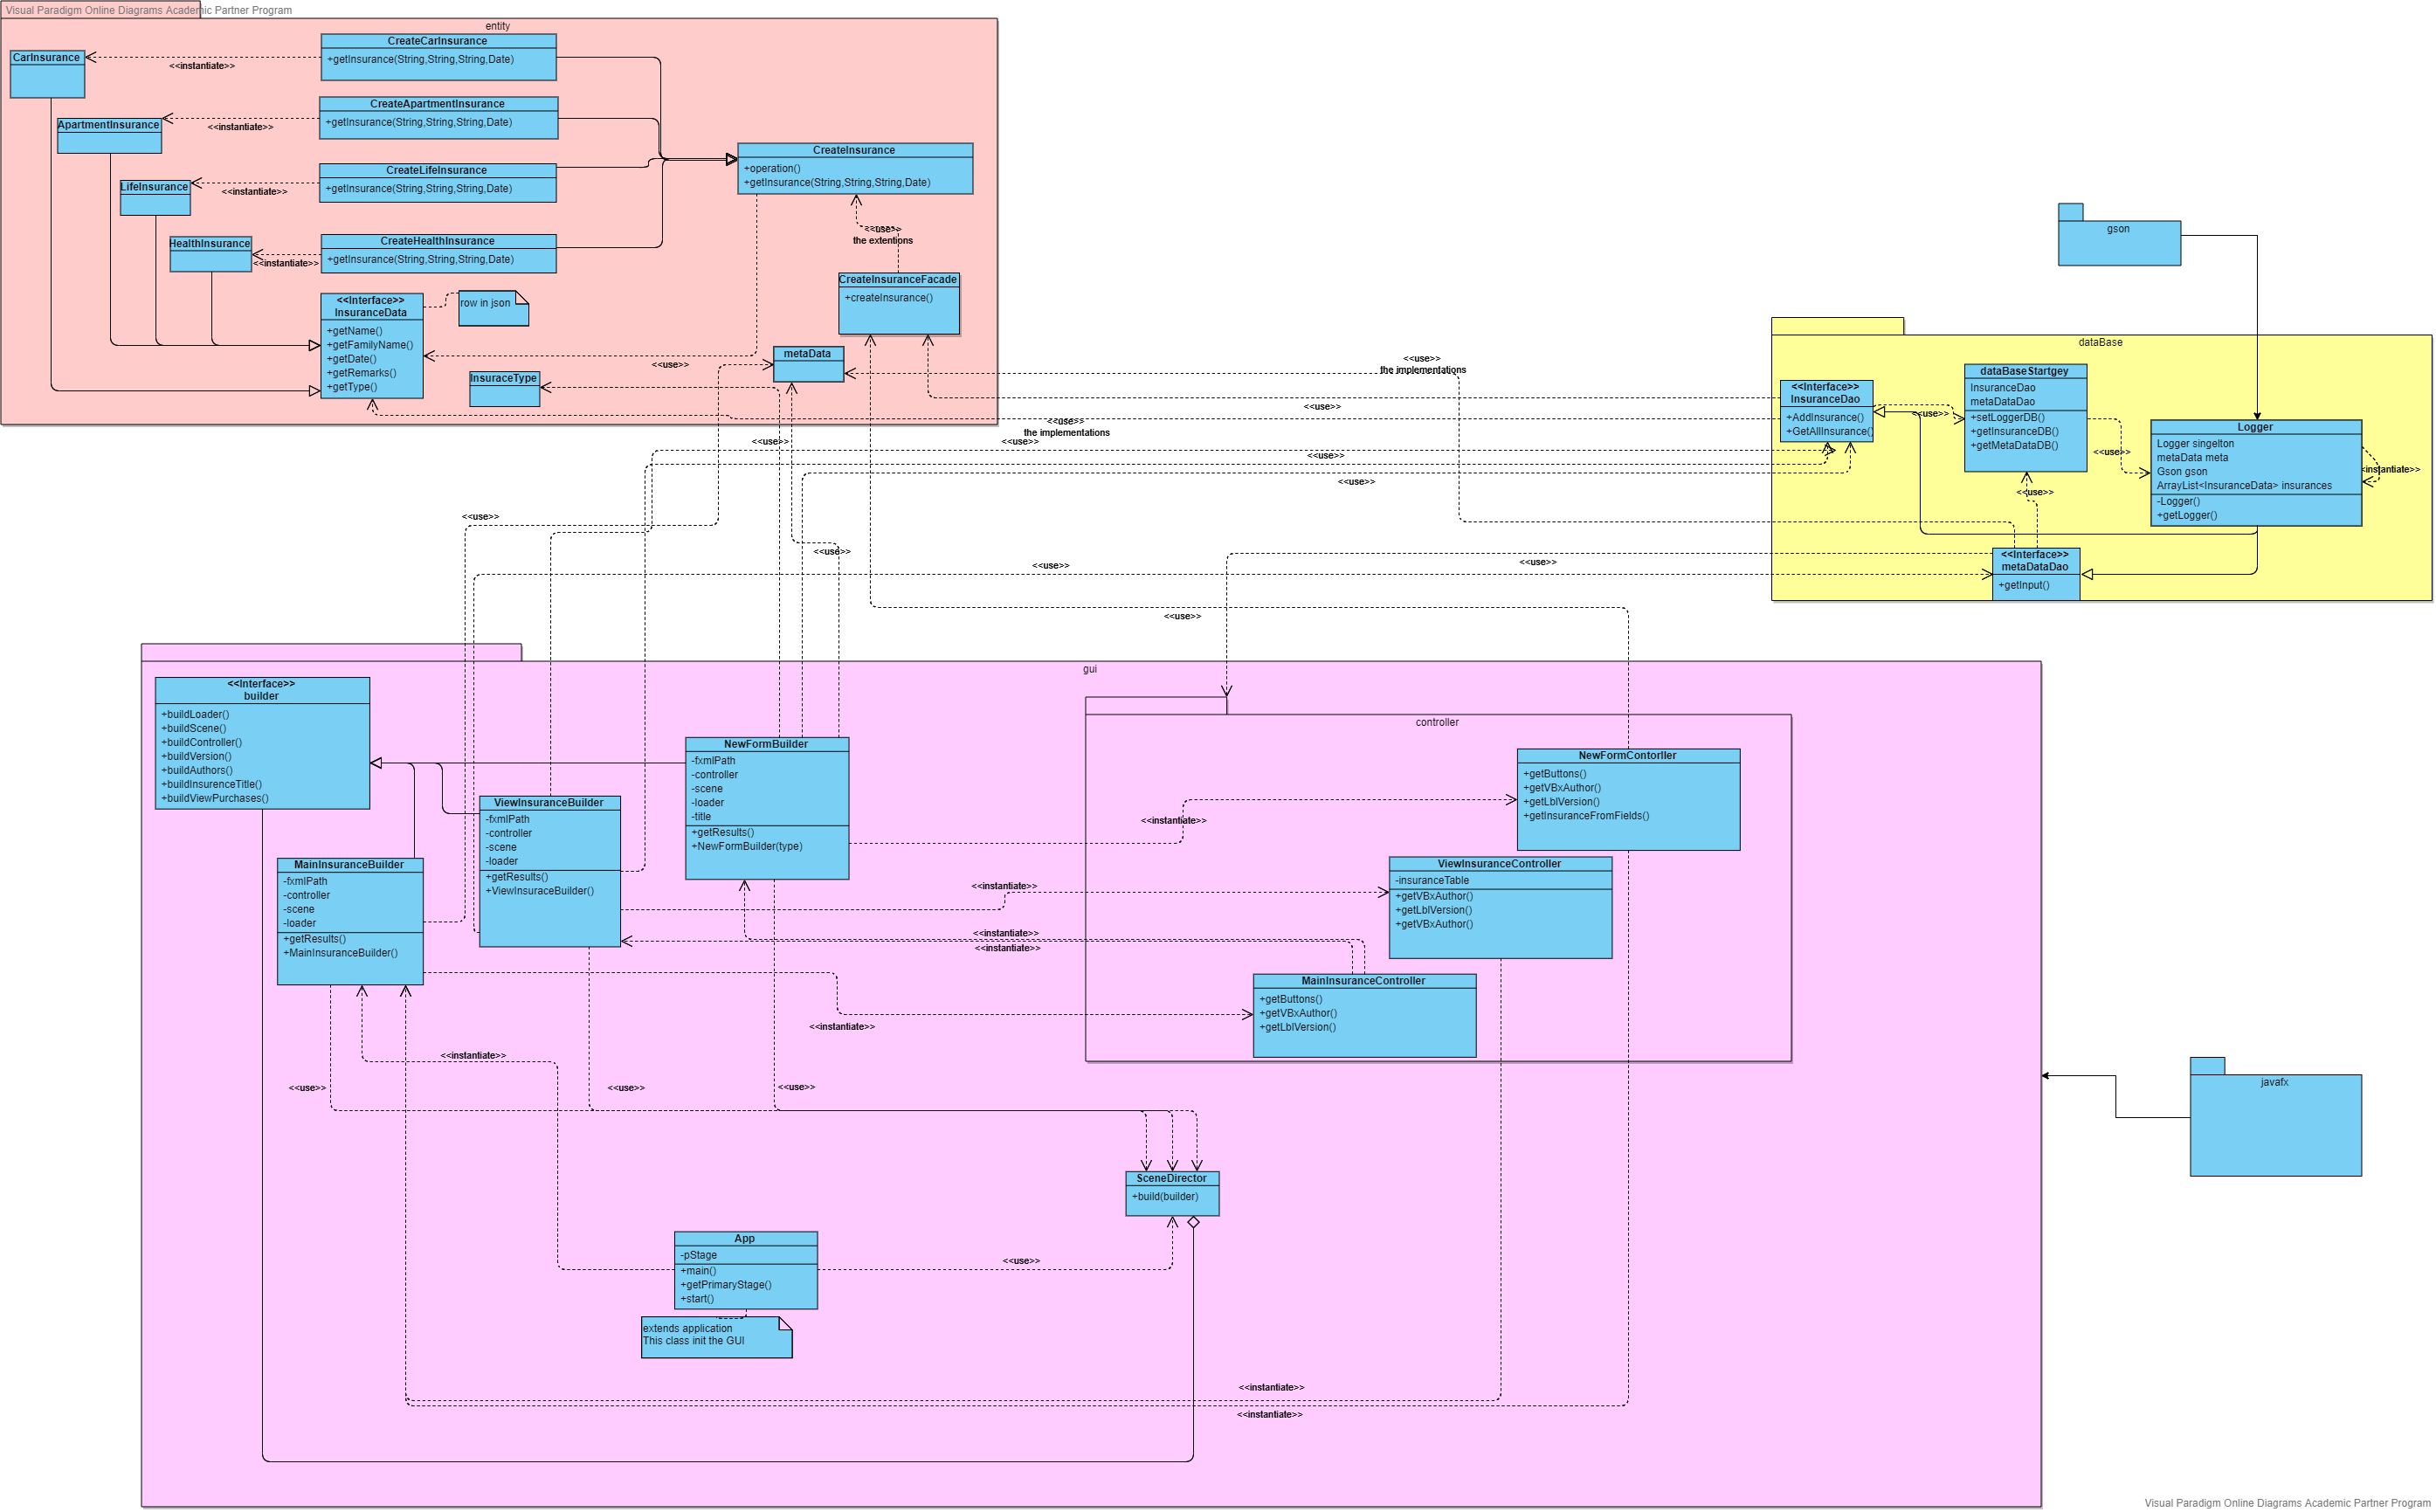 Visual Paradigm Online Diagrams Academic Partner Program
entity
CarInsurance
<<instantiate>>
CreateCarInsurance
+getInsurance(String,String,String,Date)
ApartmentInsurance
<<instantiate>>
CreateApartmentInsurance
+getInsurance(String,String,String,Date)
LifeInsurance
<<instantiate>>
CreateLifeInsurance
+getInsurance(String,String,String,Date)
HealthInsurance
<<instantiate>>
CreateHealthInsurance
+getInsurance(String,String,String,Date)
CreateInsurance
+operation()
+getInsurance(String,String,String,Date)
<<use>>
the extentions
CreateInsuranceFacade
+createInsurance()
<<Interface>>
InsuranceData
+getName()
+getFamilyName()
+getDate()
+getRemarks()
+getType()
row in json
InsuraceType
<<use>>
metaData
<<use>>
the implementations
<<use>>
<<use>>
the implementations
<<use>>
<<use>>
<<use>>
<<use>>
<<use>>
<<use>>
<<use>>
<<use>>
<<use>>
gson
dataBase
<<Interface>>
InsuranceDao
+AddInsurance()
+GetAllInsurance()
<<use>>
dataBaseStartgey
InsuranceDao
metaDataDao
+setLoggerDB()
+getInsuranceDB()
+getMetaDataDB()
<<use>>
<<use>>
Logger
Logger singelton
metaData meta
Gson gson
ArrayList<InsuranceData> insurances
-Logger()
+getLogger()
instantiate>>
<<Interface>>
metaDataDao
+getInput()
gui
<<Interface>>
builder
+buildLoader()
+buildScene()
+buildController()
+buildVersion()
+buildAuthors()
+buildInsurenceTitle()
+buildViewPurchases()
NewFormBuilder
-fxmlPath
-controller
-scene
-loader
-title
+getResults()
+NewFormBuilder(type)
ViewInsuranceBuilder
-fxmlPath
-controller
-scene
-loader
+getResults()
+ViewInsuraceBuilder()
MainInsuranceBuilder
-fxmlPath
-controller
-scene
-loader
+getResults()
+MainInsuranceBuilder()
controller
NewFormContorller
+getButtons()
+getVBxAuthor()
+getLblVersion()
+getInsuranceFromFields()
<<instantiate>>
ViewInsuranceController
-insuranceTable
+getVBxAuthor()
+getLblVersion()
+getVBxAuthor()
<<instantiate>>
<<instantiate>>
<<instantiate>>
MainInsuranceController
+getButtons()
+getVBxAuthor()
+getLblVersion()
<<instantiate>>
<<instantiate>>
<<use>>
<<use>>
<<use>>
javafx
SceneDirector
+build(builder)
App
-pStage
+main()
+getPrimaryStage()
+start()
<<use>>
extends application
This class init the GUI
<<instantiate>>
<<instantiate>>
Visual Paradigm Online Diagrams Academic Partner Program